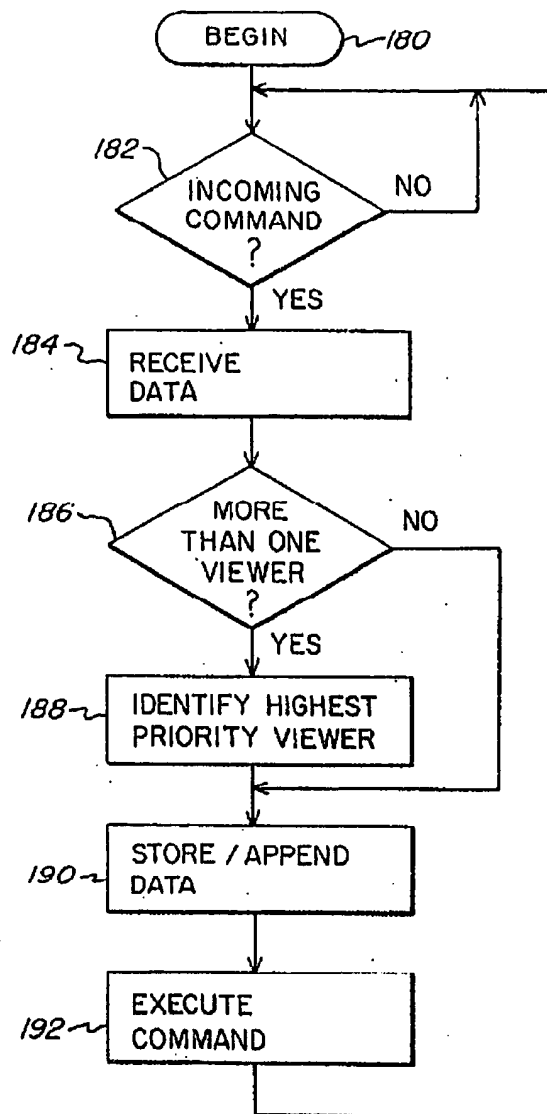 BEGIN
180
182
INCOMING
COMMAND
?
NO
YES
184
RECEIVE
DATA
186
MORE
THAN ONE
VIEWER
?
NO
YES
188
IDENTIFY HIGHEST
PRIORITY VIEWER
190
STORE / APPEND
DATA
192
EXECUTE
COMMAND